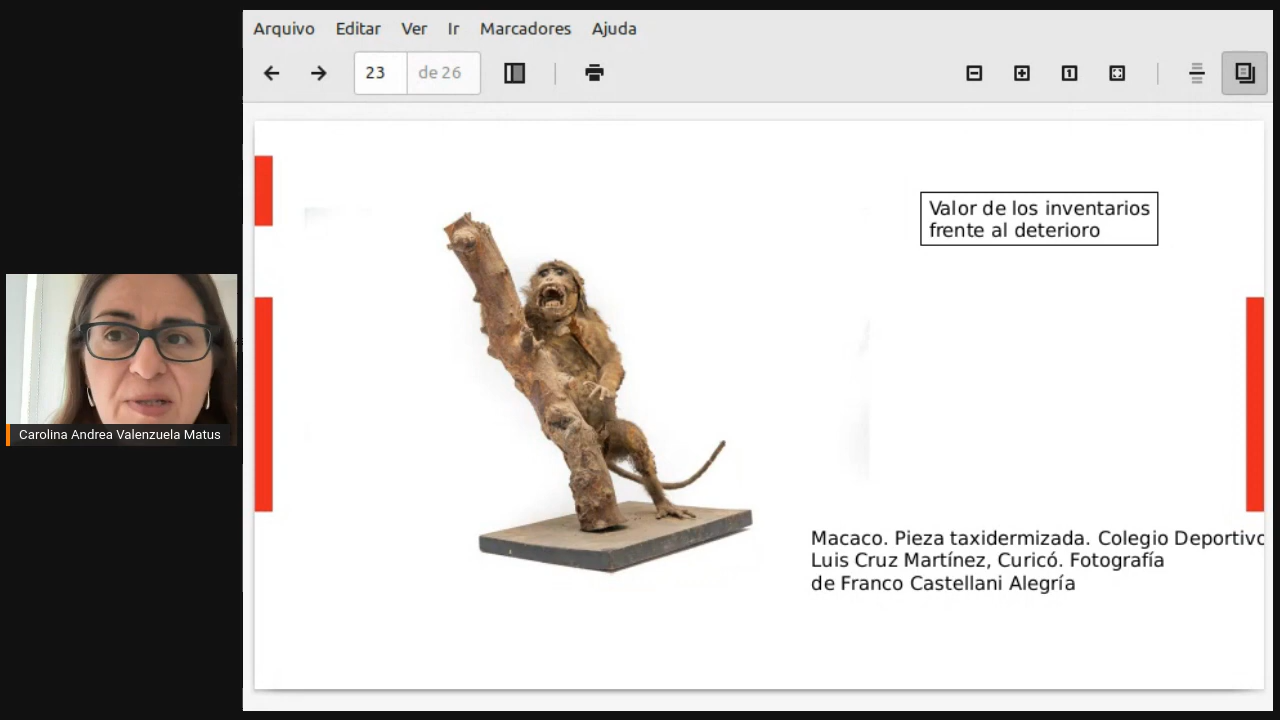 Arquivo Editar Ver Ir Marcadores Ajuda
23 de 26
Valor de los inventarios
frente al deterioro
Carolina Andrea Valenzuela Matus
Macaco. Pieza taxidermizada. Colegio Deportivo
Luis Cruz Martínez, Curicó. Fotografía
de Franco Castellani Alegría